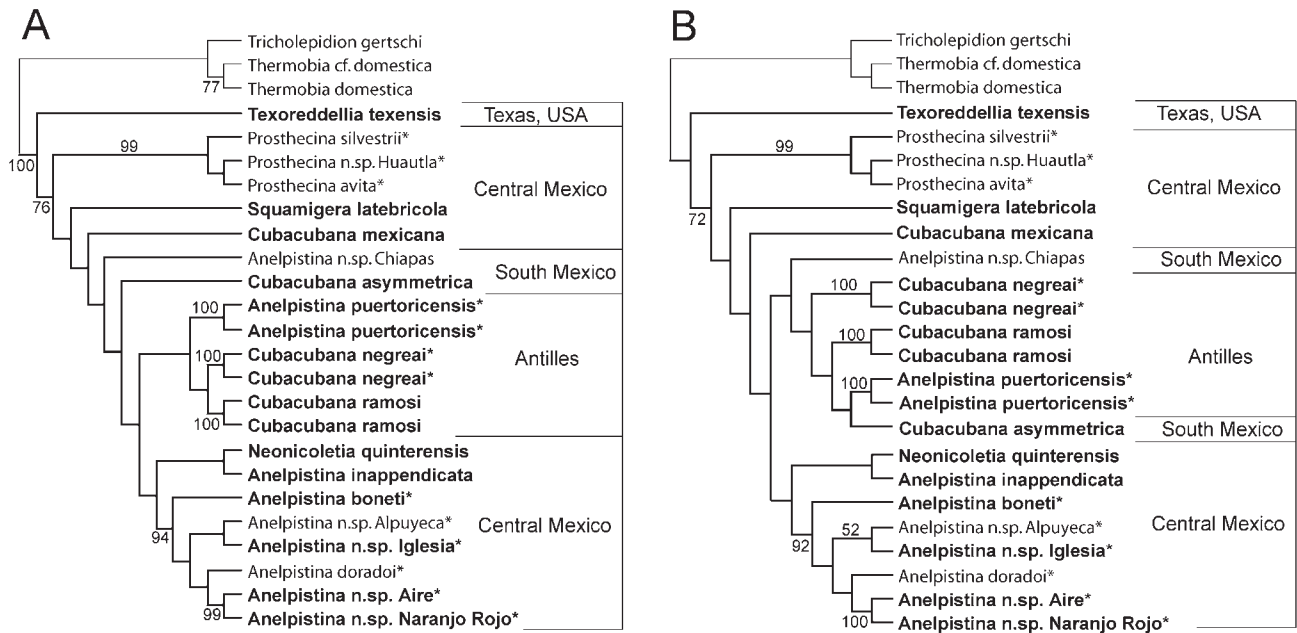 A
Tricholepidion gertschi
Thermobia cf. domestica
77
Thermobia domestica
Texoreddellia texensis
Texas, USA
100
99
Prosthecina silvestrii*
Prosthecina n.sp. Huautla*
Prosthecina avita*
Central Mexico
76
Squamigera latebricola
Cubacubana mexicana
Anelpistina n.sp. Chiapas
South Mexico
Cubacubana asymmetrica
100
Anelpistina puertoricensis*
Anelpistina puertoricensis*
100
Cubacubana negreai*
Antilles
Cubacubana negreai*
Cubacubana ramosi
100
Cubacubana ramosi
Neonicoletia quinterensis
Anelpistina inappendicata
Anelpistina boneti*
94
Anelpistina n.sp. Alpuyeca*
Central Mexico
Anelpistina n.sp. Iglesia*
Anelpistina doradoi*
Anelpistina n.sp. Aire*
99
Anelpistina n.sp. Naranjo Rojo*
B
Tricholepidion gertschi
Thermobia cf. domestica
Thermobia domestica
Texoreddellia texensis
Texas, USA
99
Prosthecina silvestrii*
Prosthecina n.sp. Huautla*
Prosthecina avita*
Central Mexico
72
Squamigera latebricola
Cubacubana mexicana
Anelpistina n.sp. Chiapas
South Mexico
100
Cubacubana negreai*
Cubacubana negreai*
100
Cubacubana ramosi
Cubacubana ramosi
Antilles
100
Anelpistina puertoricensis*
Anelpistina puertoricensis*
Cubacubana asymmetrica
South Mexico
Neonicoletia quinterensis
Anelpistina inappendicata
Anelpistina boneti*
92
52
Anelpistina n.sp. Alpuyeca*
Central Mexico
Anelpistina n.sp. Iglesia*
Anelpistina doradoi*
Anelpistina n.sp. Aire*
100
Anelpistina n.sp. Naranjo Rojo*